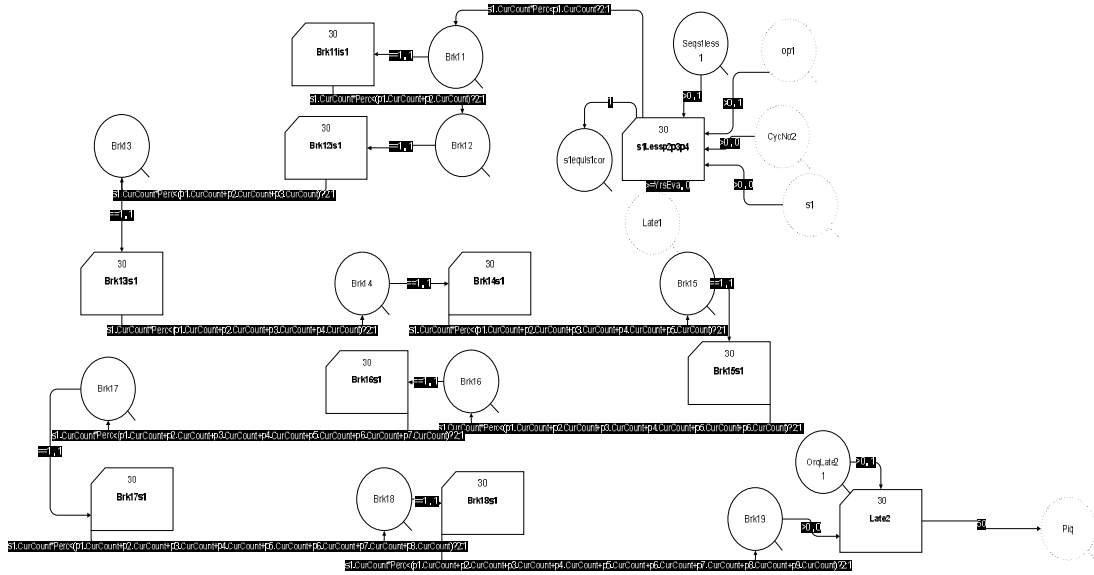 s1.CurCount*Perc<p1.CurCount?2:1
30
Brk11is1
==1,1
Brk11
Seqs1less
1
op1
s1.CurCount*Perc<(p1.CurCount+p2.CurCount)?2:1
>0,1
>0,1
30
Brk12is1
==1,1
Brk12
30
s1Lessp2p3p4
s1equls1cor
CycNo2
>0,0
Brk13
s1.CurCount*Perc<(p1.CurCount+p2.CurCount+p3.CurCount)?2:1
>=YrsEva,0
>0,0
s1
==1,1
Late1
30
Brk13is1
Brk14
==1,1
30
Brk14s1
Brk15
==1,1
s1.CurCount*Perc<(p1.CurCount+p2.CurCount+p3.CurCount+p4.CurCount)?2:1
s1.CurCount*Perc<(p1.CurCount+p2.CurCount+p3.CurCount+p4.CurCount+p5.CurCount)?2:1
Brk17
30
Brk16s1
==1,1
Brk16
30
Brk15s1
s1.CurCount*Perc<(p1.CurCount+p2.CurCount+p3.CurCount+p4.CurCount+p5.CurCount+p6.CurCount+p7.CurCount)?2:1
s1.CurCount*Perc<(p1.CurCount+p2.CurCount+p3.CurCount+p4.CurCount+p5.CurCount+p6.CurCount)?2:1
==1,1
OrqLate2
1
>0,1
30
Brk17s1
Brk18
==1,1
30
Brk18s1
Brk19
>0,0
30
Late2
50
Piq
s1.CurCount*Perc<(p1.CurCount+p2.CurCount+p3.CurCount+p4.CurCount+p5.CurCount+p6.CurCount+p7.CurCount+p8.CurCount)?2:1
s1.CurCount*Perc<(p1.CurCount+p2.CurCount+p3.CurCount+p4.CurCount+p5.CurCount+p6.CurCount+p7.CurCount+p8.CurCount+p9.CurCount)?2:1